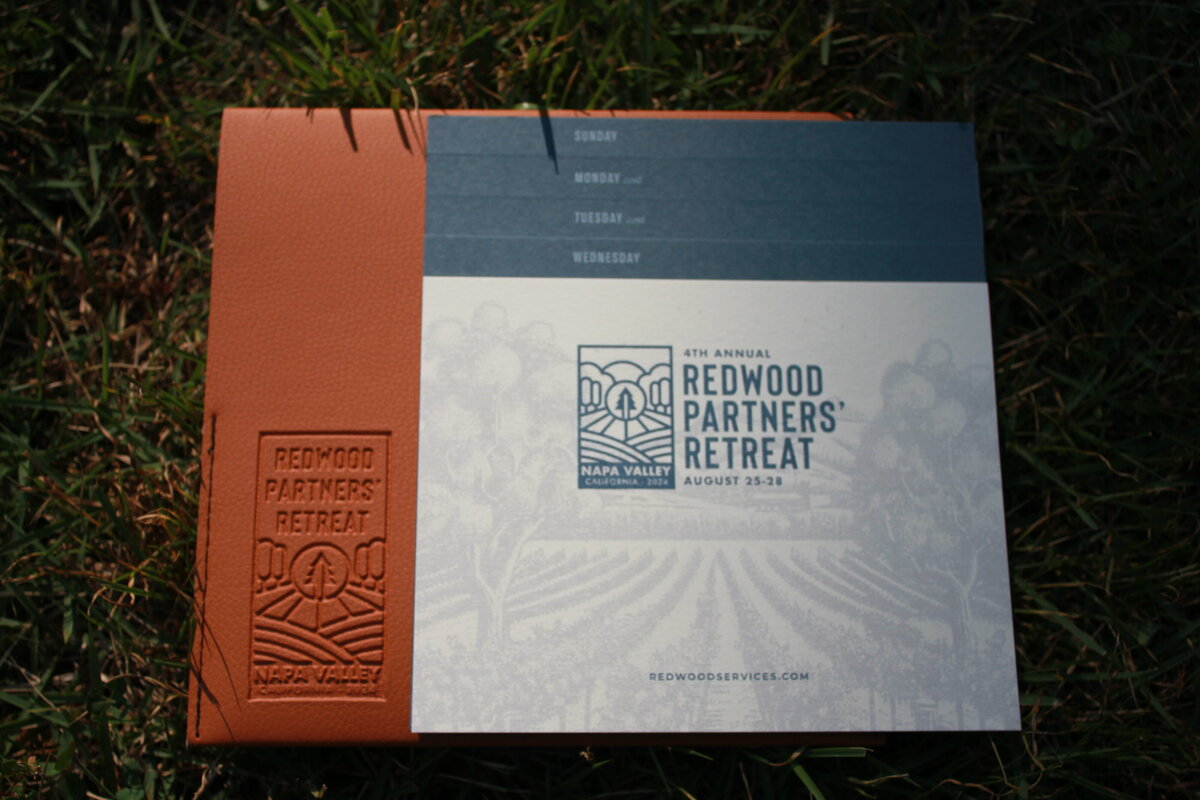 SUNDAY
MONDAY cont.
TUESDAY cont.
WEDNESDAY
4TH ANNUAL
REDWOOD
PARTNERS'
RETREAT
AUGUST 25-28
NAPA VALLEY
CALIFORNIA, 2024
REDWOODSERVICES.COM
REDWOOD
PARTNERS'
RETREAT
NAPA VALLEY
CALIFORNIA